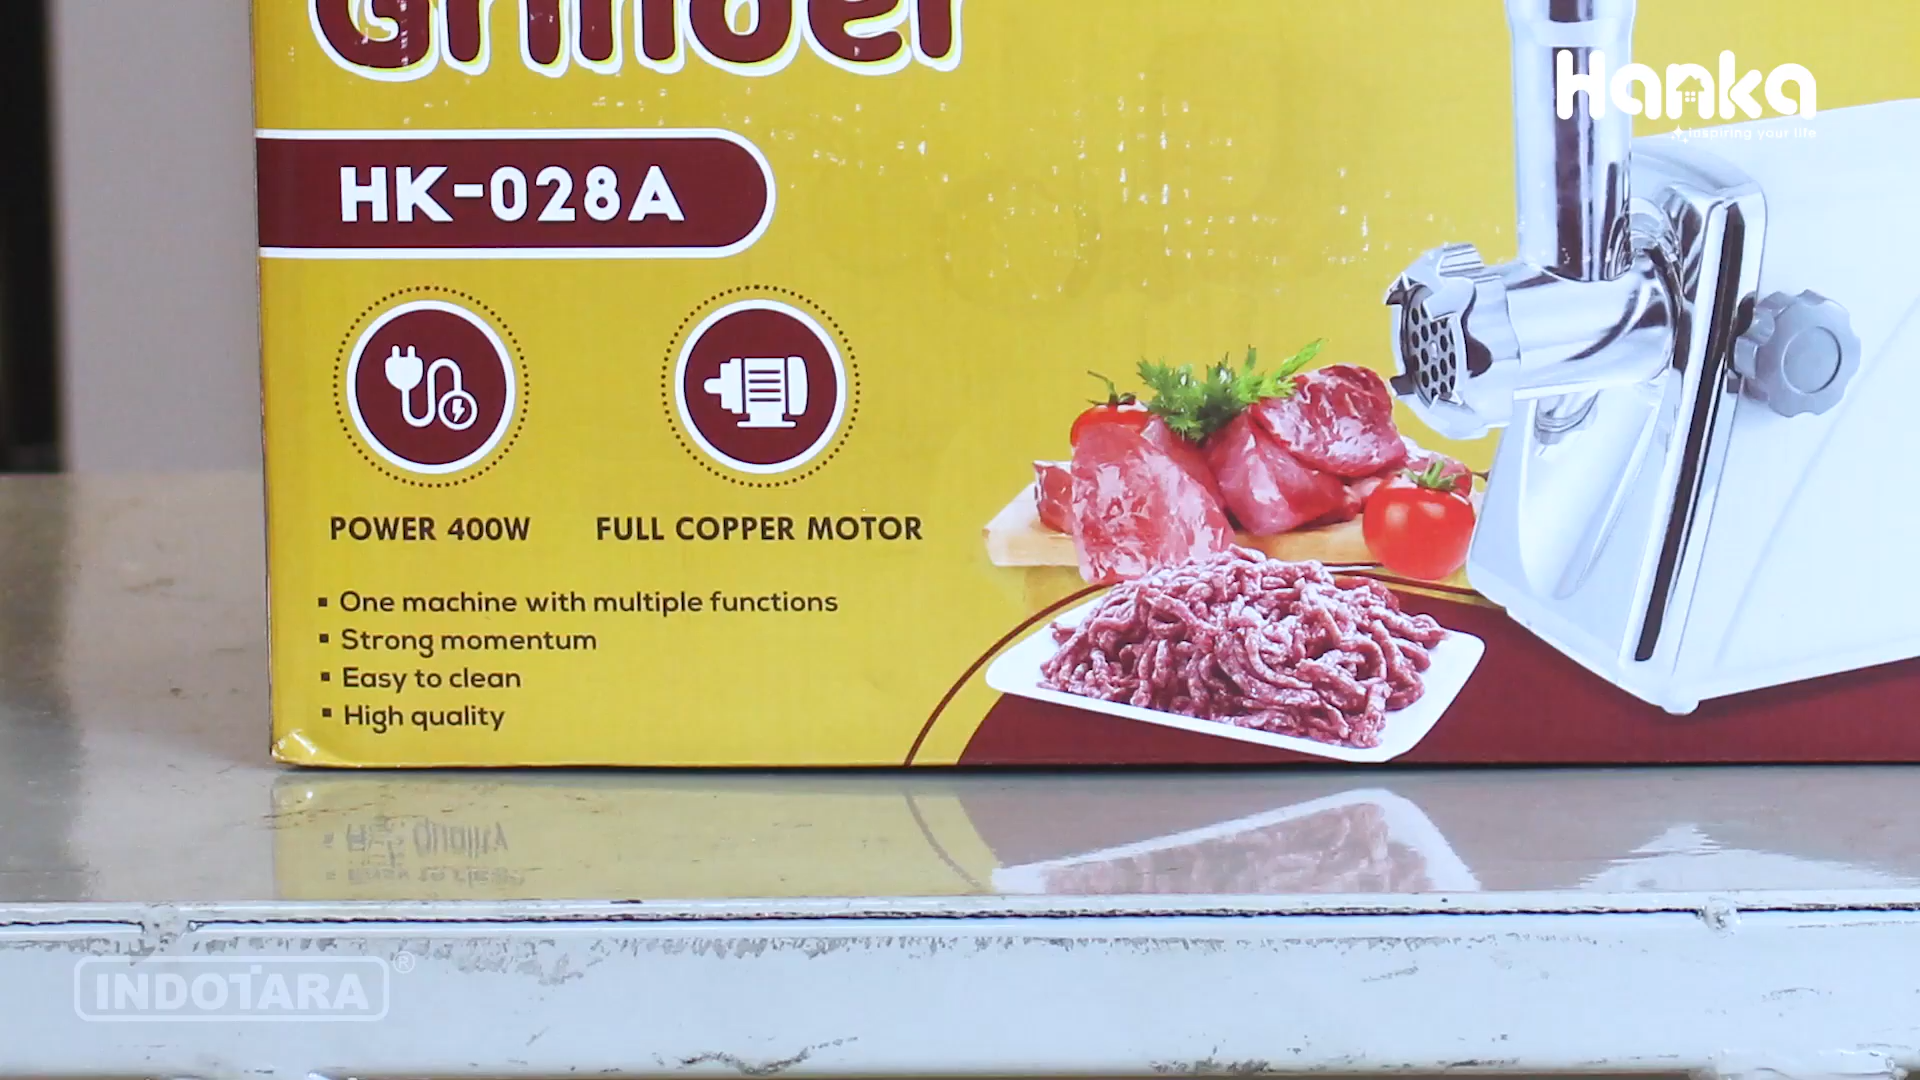 Grinder
Hanka
inspiring your life
HK-028A
POWER 400W
FULL COPPER MOTOR
▪ One machine with multiple functions
▪ Strong momentum
▪ Easy to clean
▪ High quality
INDOTARA®